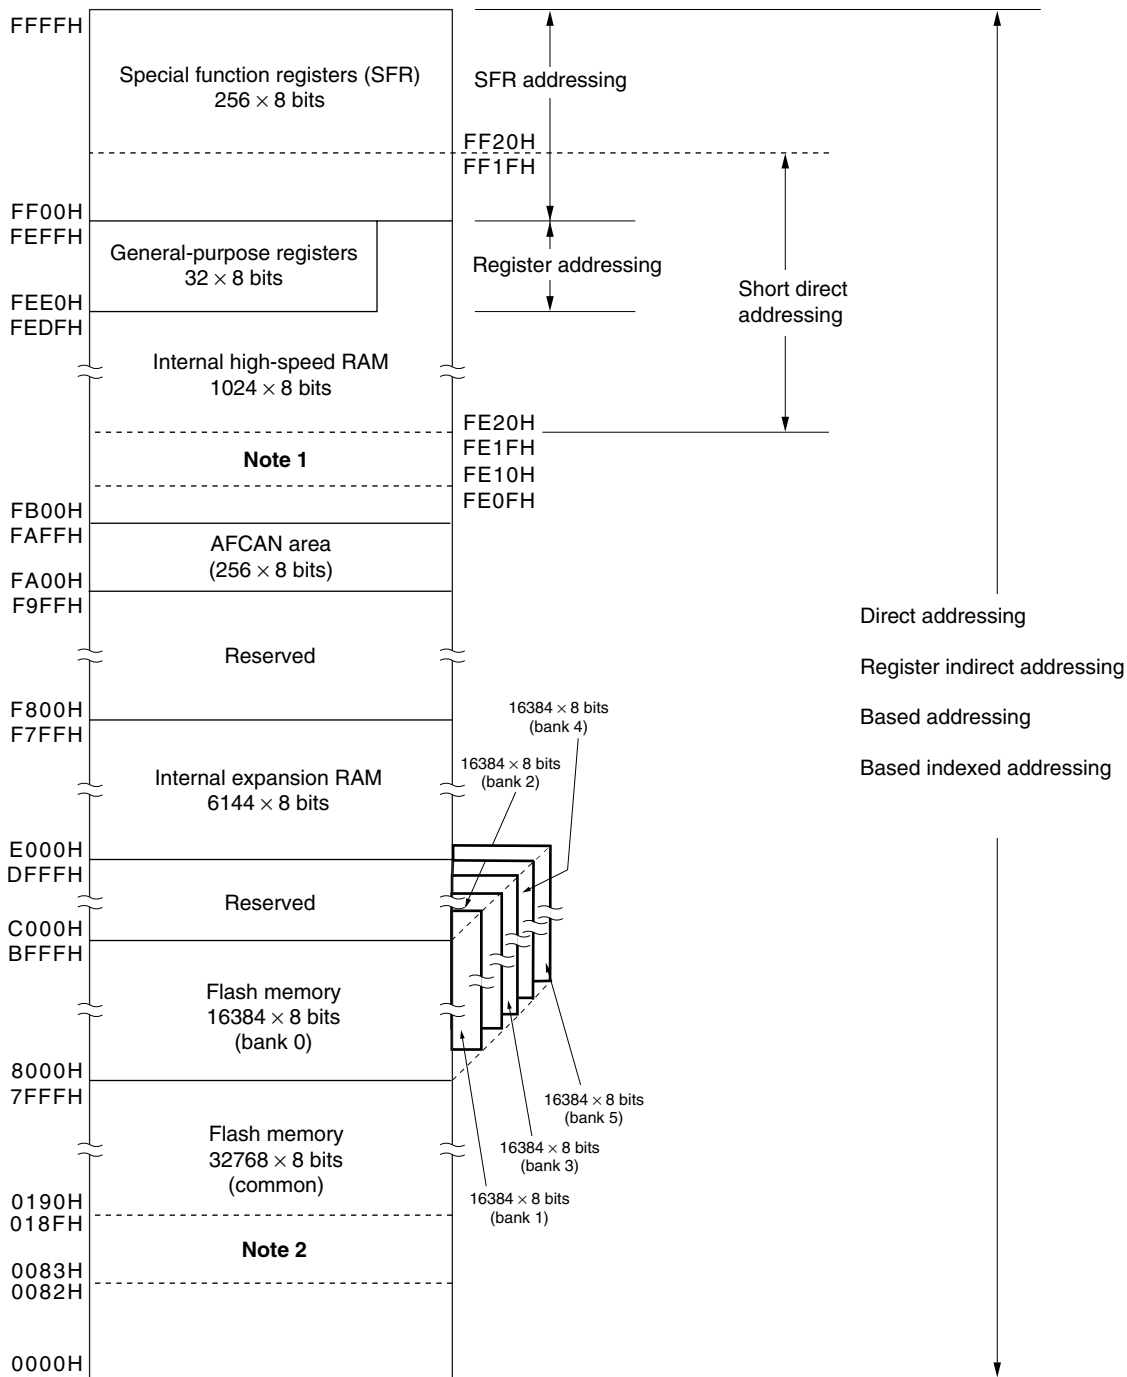 FFFFH
Special function registers (SFR)
256 × 8 bits
SFR addressing
FF20H
FF1FH
FF00H
FEFFH
General-purpose registers
32 × 8 bits
Register addressing
FEE0H
FEDFH
Short direct
addressing
Internal high-speed RAM
1024 × 8 bits
FE20H
FE1FH
Note 1
FE10H
FE0FH
FB00H
FAFFH
AFCAN area
(256 × 8 bits)
FA00H
F9FFH
Direct addressing
Register indirect addressing
Based addressing
Based indexed addressing
Reserved
F800H
F7FFH
16384 × 8 bits
(bank 4)
16384 × 8 bits
(bank 2)
Internal expansion RAM
6144 × 8 bits
E000H
DFFFH
Reserved
C000H
BFFFH
Flash memory
16384 × 8 bits
(bank 0)
8000H
7FFFH
16384 × 8 bits
(bank 5)
Flash memory
32768 × 8 bits
(common)
16384 × 8 bits
(bank 3)
16384 × 8 bits
(bank 1)
0190H
018FH
Note 2
0083H
0082H
0000H